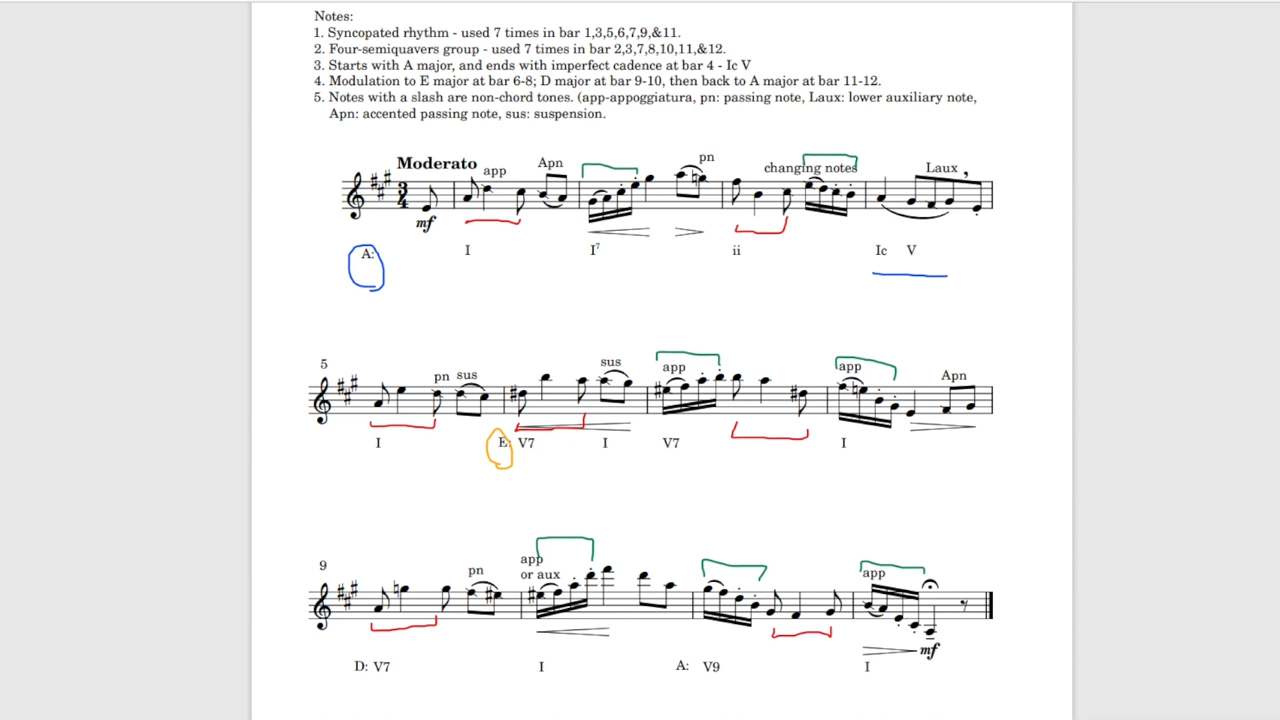 Notes:
1. Syncopated rhythm - used 7 times in bar 1,3,5,6,7,9,&11.
2. Four-semiquavers group - used 7 times in bar 2,3,7,8,10,11,&12.
3. Starts with A major, and ends with imperfect cadence at bar 4 - Ic V
4. Modulation to E major at bar 6-8; D major at bar 9-10, then back to A major at bar 11-12.
5. Notes with a slash are non-chord tones. (app-appoggiatura, pn: passing note, Laux: lower auxiliary note,
Apn: accented passing note, sus: suspension.
Moderato app Apn pn changing notes Laux ,
3
4
mf
A: I I7 ii Ic V
5 pn sus sus app app Apn
I E: V7 I V7 I
9 pn app
or aux app
mf
D: V7 I A: V9 I